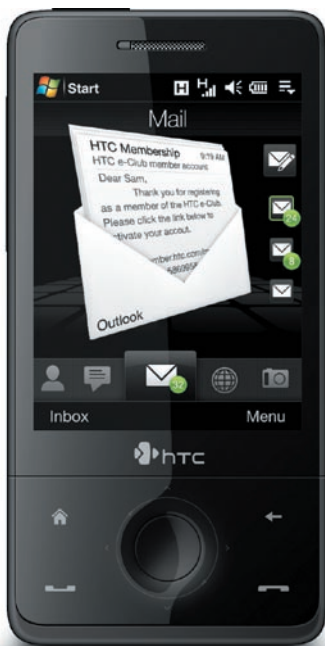 Start H H
Mail
HTC Membership 9:19 AM
HTC e-Club member account
Dear Sam,
Thank you for registering
as a member of the HTC e-Club.
Please click the link below to
activate your accout.
Outlook
24
8
32
Inbox Menu
hTC